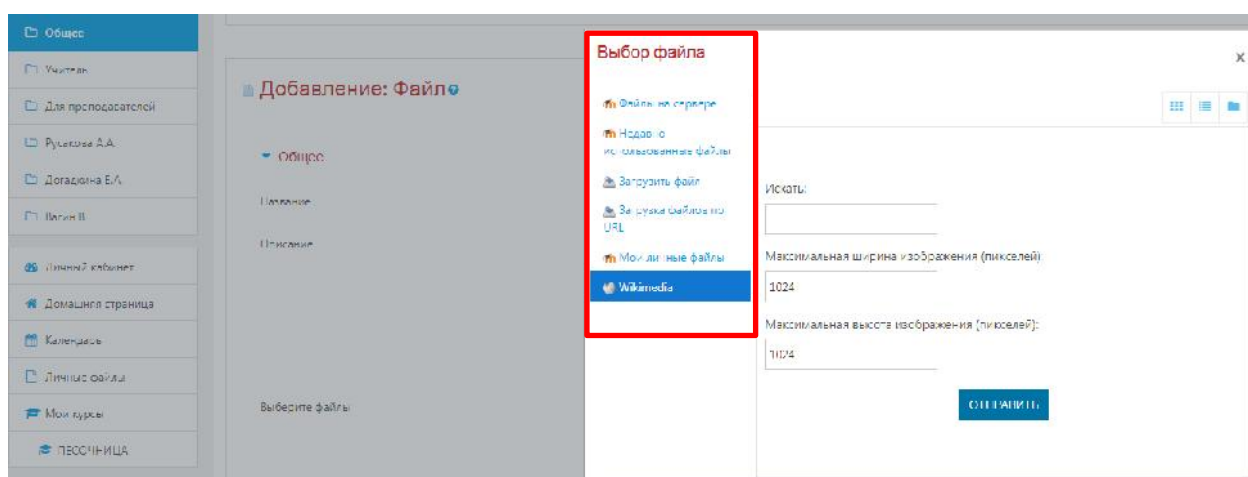 Общее
Учитель
Для преподавателей
Русакова А.А.
Догадкина Е.А.
Вагин В.
Личный кабинет
Домашняя страница
Календарь
Личные файлы
Мои курсы
ПЕСОЧНИЦА
Добавление: Файл
Общее
Название
Описание
Выберите файлы
Выбор файла
Файлы на сервере
Недавно
использованные файлы
Загрузить файл
Загрузка файлов по
URL
Мои личные файлы
Wikimedia
Искать:
Максимальная ширина изображения (пикселей):
1024
Максимальная высота изображения (пикселей):
1024
ОТПРАВИТЬ